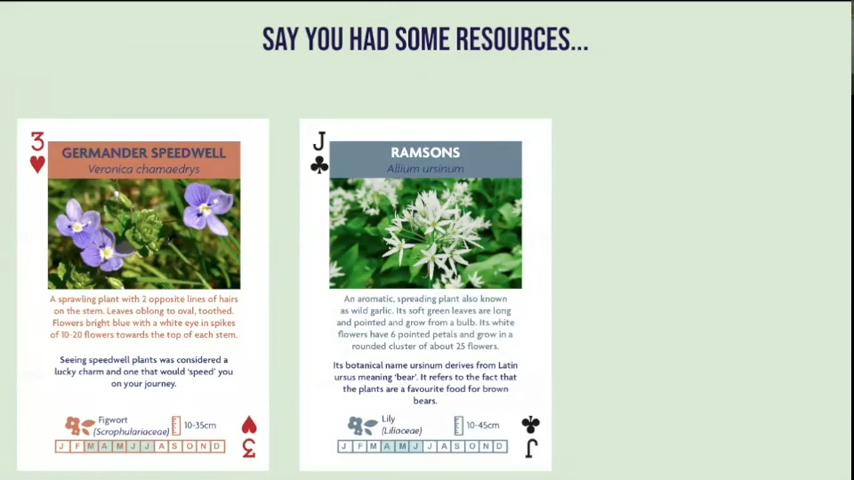 SAY YOU HAD SOME RESOURCES...
3
GERMANDER SPEEDWELL
Veronica chamaedrys
A sprawling plant with 2 opposite lines of hairs
on the stem. Leaves oblong to oval, toothed.
Flowers bright blue with a white eye in spikes
of 10-20 flowers towards the top of each stem.
Seeing speedwell plants was considered a
lucky charm and one that would 'speed' you
on your journey.
Figwort
(Scrophulariaceae)
10-35cm
J F M A M J J A S O N D
3
J
RAMSONS
Allium ursinum
An aromatic, spreading plant also known
as wild garlic. Its soft green leaves are long
and pointed and grow from a bulb. Its white
flowers have 6 pointed petals and grow in a
rounded cluster of about 25 flowers.
Its botanical name ursinum derives from Latin
ursus meaning 'bear'. It refers to the fact that
the plants are a favourite food for brown
bears.
Lily
(Liliaceae)
10-45cm
J F M A M J J A S O N D
J